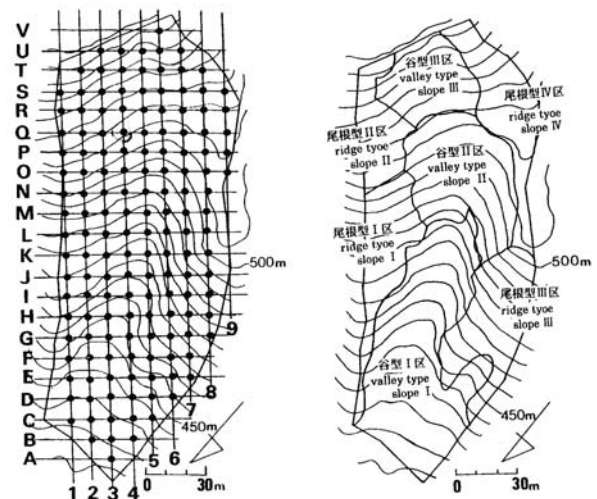 V
U
T
S
R
Q
P
O
N
M
L
K
J
I
H
G
F
E
D
C
B
A
1 2 3 4 5 6 7 8 9
500m
450m
0 30m
谷型III区
valley type
slope III
尾根型IV区
ridge tyoe
slope IV
尾根型II区
ridge tyoe
slope II
谷型II区
valley type
slope II
尾根型I区
ridge tyoe
slope I
500m
尾根型III区
ridge tyoe
slope III
谷型I区
valley type
slope I
450m
0 30m